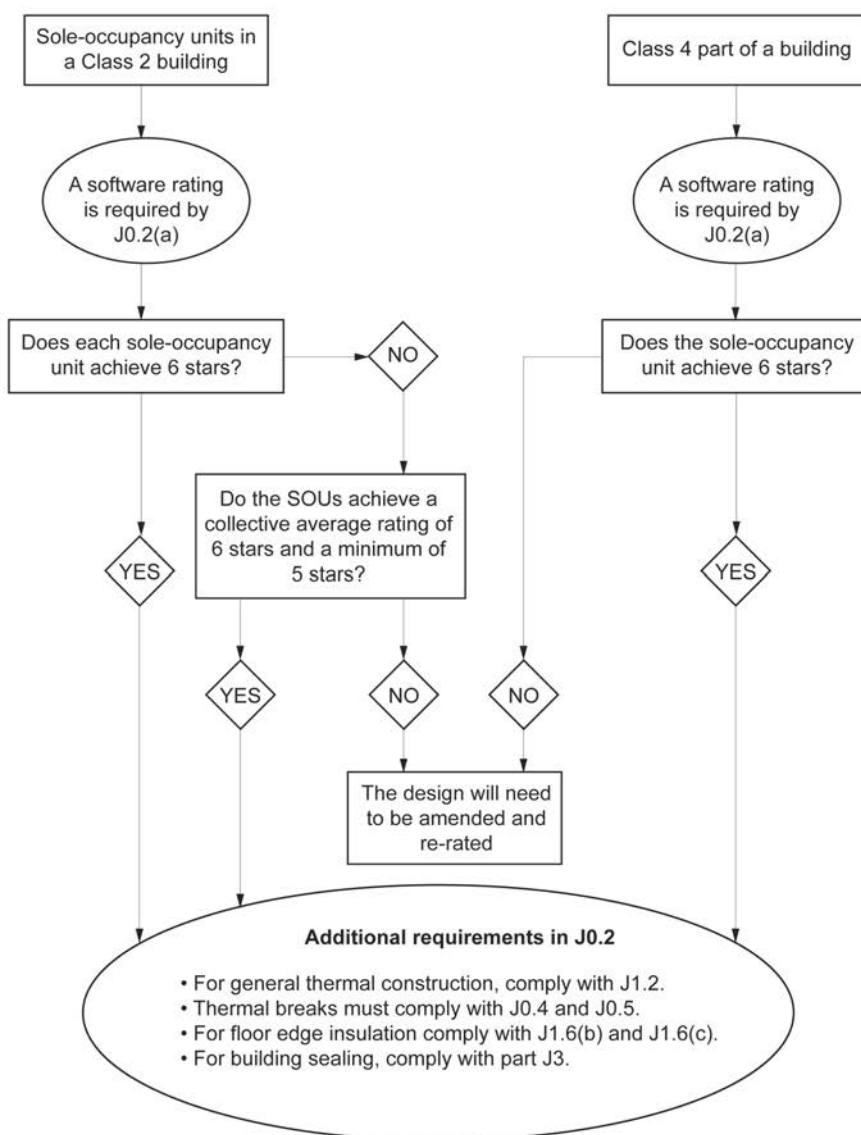 Sole-occupancy units in
a Class 2 building
Class 4 part of a building
A software rating
is required by
J0.2(a)
A software rating
is required by
J0.2(a)
Does each sole-occupancy
unit achieve 6 stars?
NO
Does the sole-occupancy
unit achieve 6 stars?
Do the SOUs achieve a
collective average rating of
6 stars and a minimum of
5 stars?
YES
YES
YES
NO
NO
The design will need
to be amended and
re-rated
Additional requirements in J0.2
• For general thermal construction, comply with J1.2.
• Thermal breaks must comply with J0.4 and J0.5.
• For floor edge insulation comply with J1.6(b) and J1.6(c).
• For building sealing, comply with part J3.